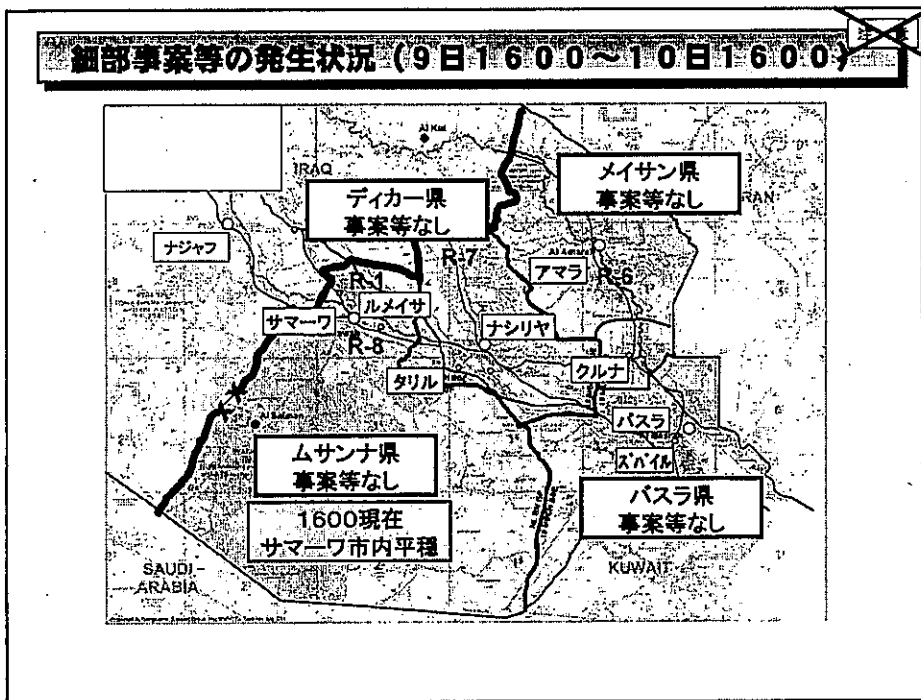 注意
細部事案等の発生状況（9日1600～10日1600）
Al Kut
IRAQ
ディカー県
事案等なし
メイサン県
事案等なし
RAN
ナジャフ
R-7
アマラ
R-6
R-1
ルメイサ
サマーワ
ナシリヤ
R-8
クルナ
タリル
バスラ
ズバイル
ムサンナ県
事案等なし
バスラ県
事案等なし
1600現在
サマーワ市内平穏
SAUDI
ARABIA
KUWAIT